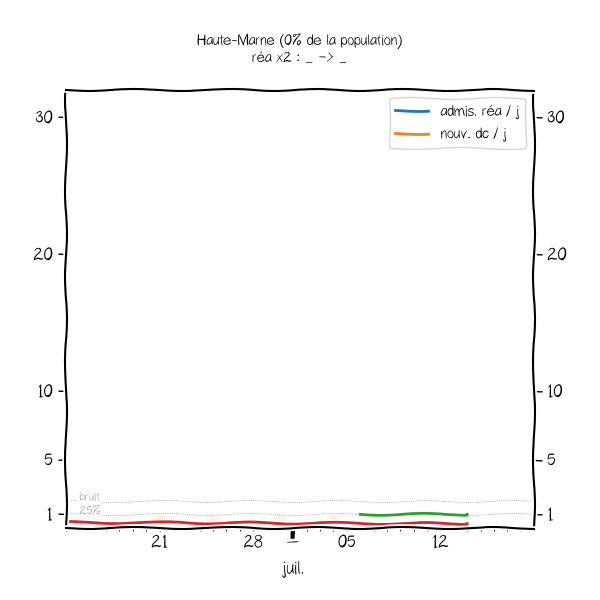 Haute-Marne (0% de la population)
réa x2 : _ -> _
admis. réa / j
nouv. dc / j
30
30
20
20
10
10
5
5
bruit
25%
1
1
21
28
05
12
juil.